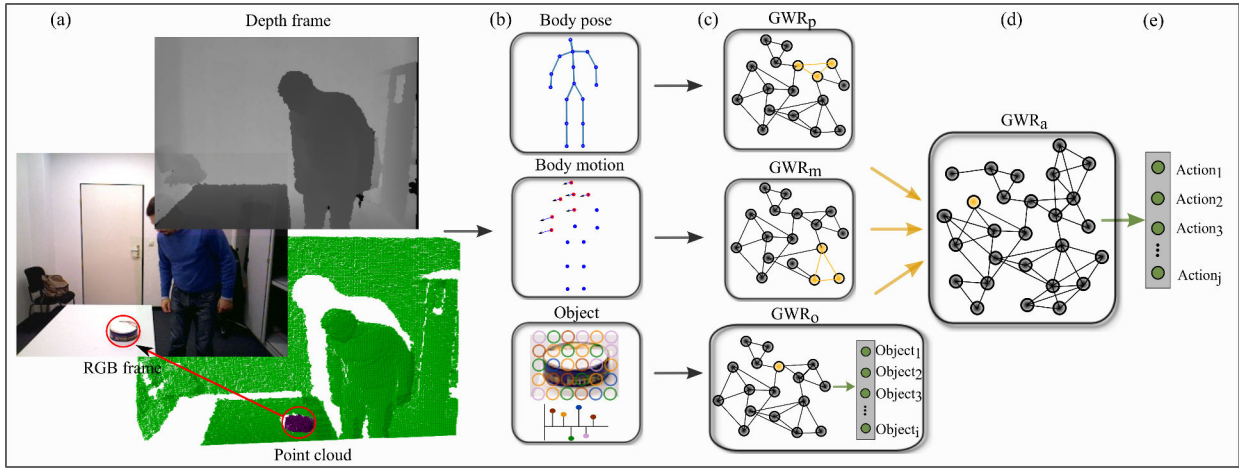 (a)
Depth frame
RGB frame
Point cloud
(b)
Body pose
Body motion
Object
(c)
GWRp
GWRm
GWRo
Object1
Object2
Object3
Objecti
(d)
GWRa
(e)
Action1
Action2
Action3
Actionj